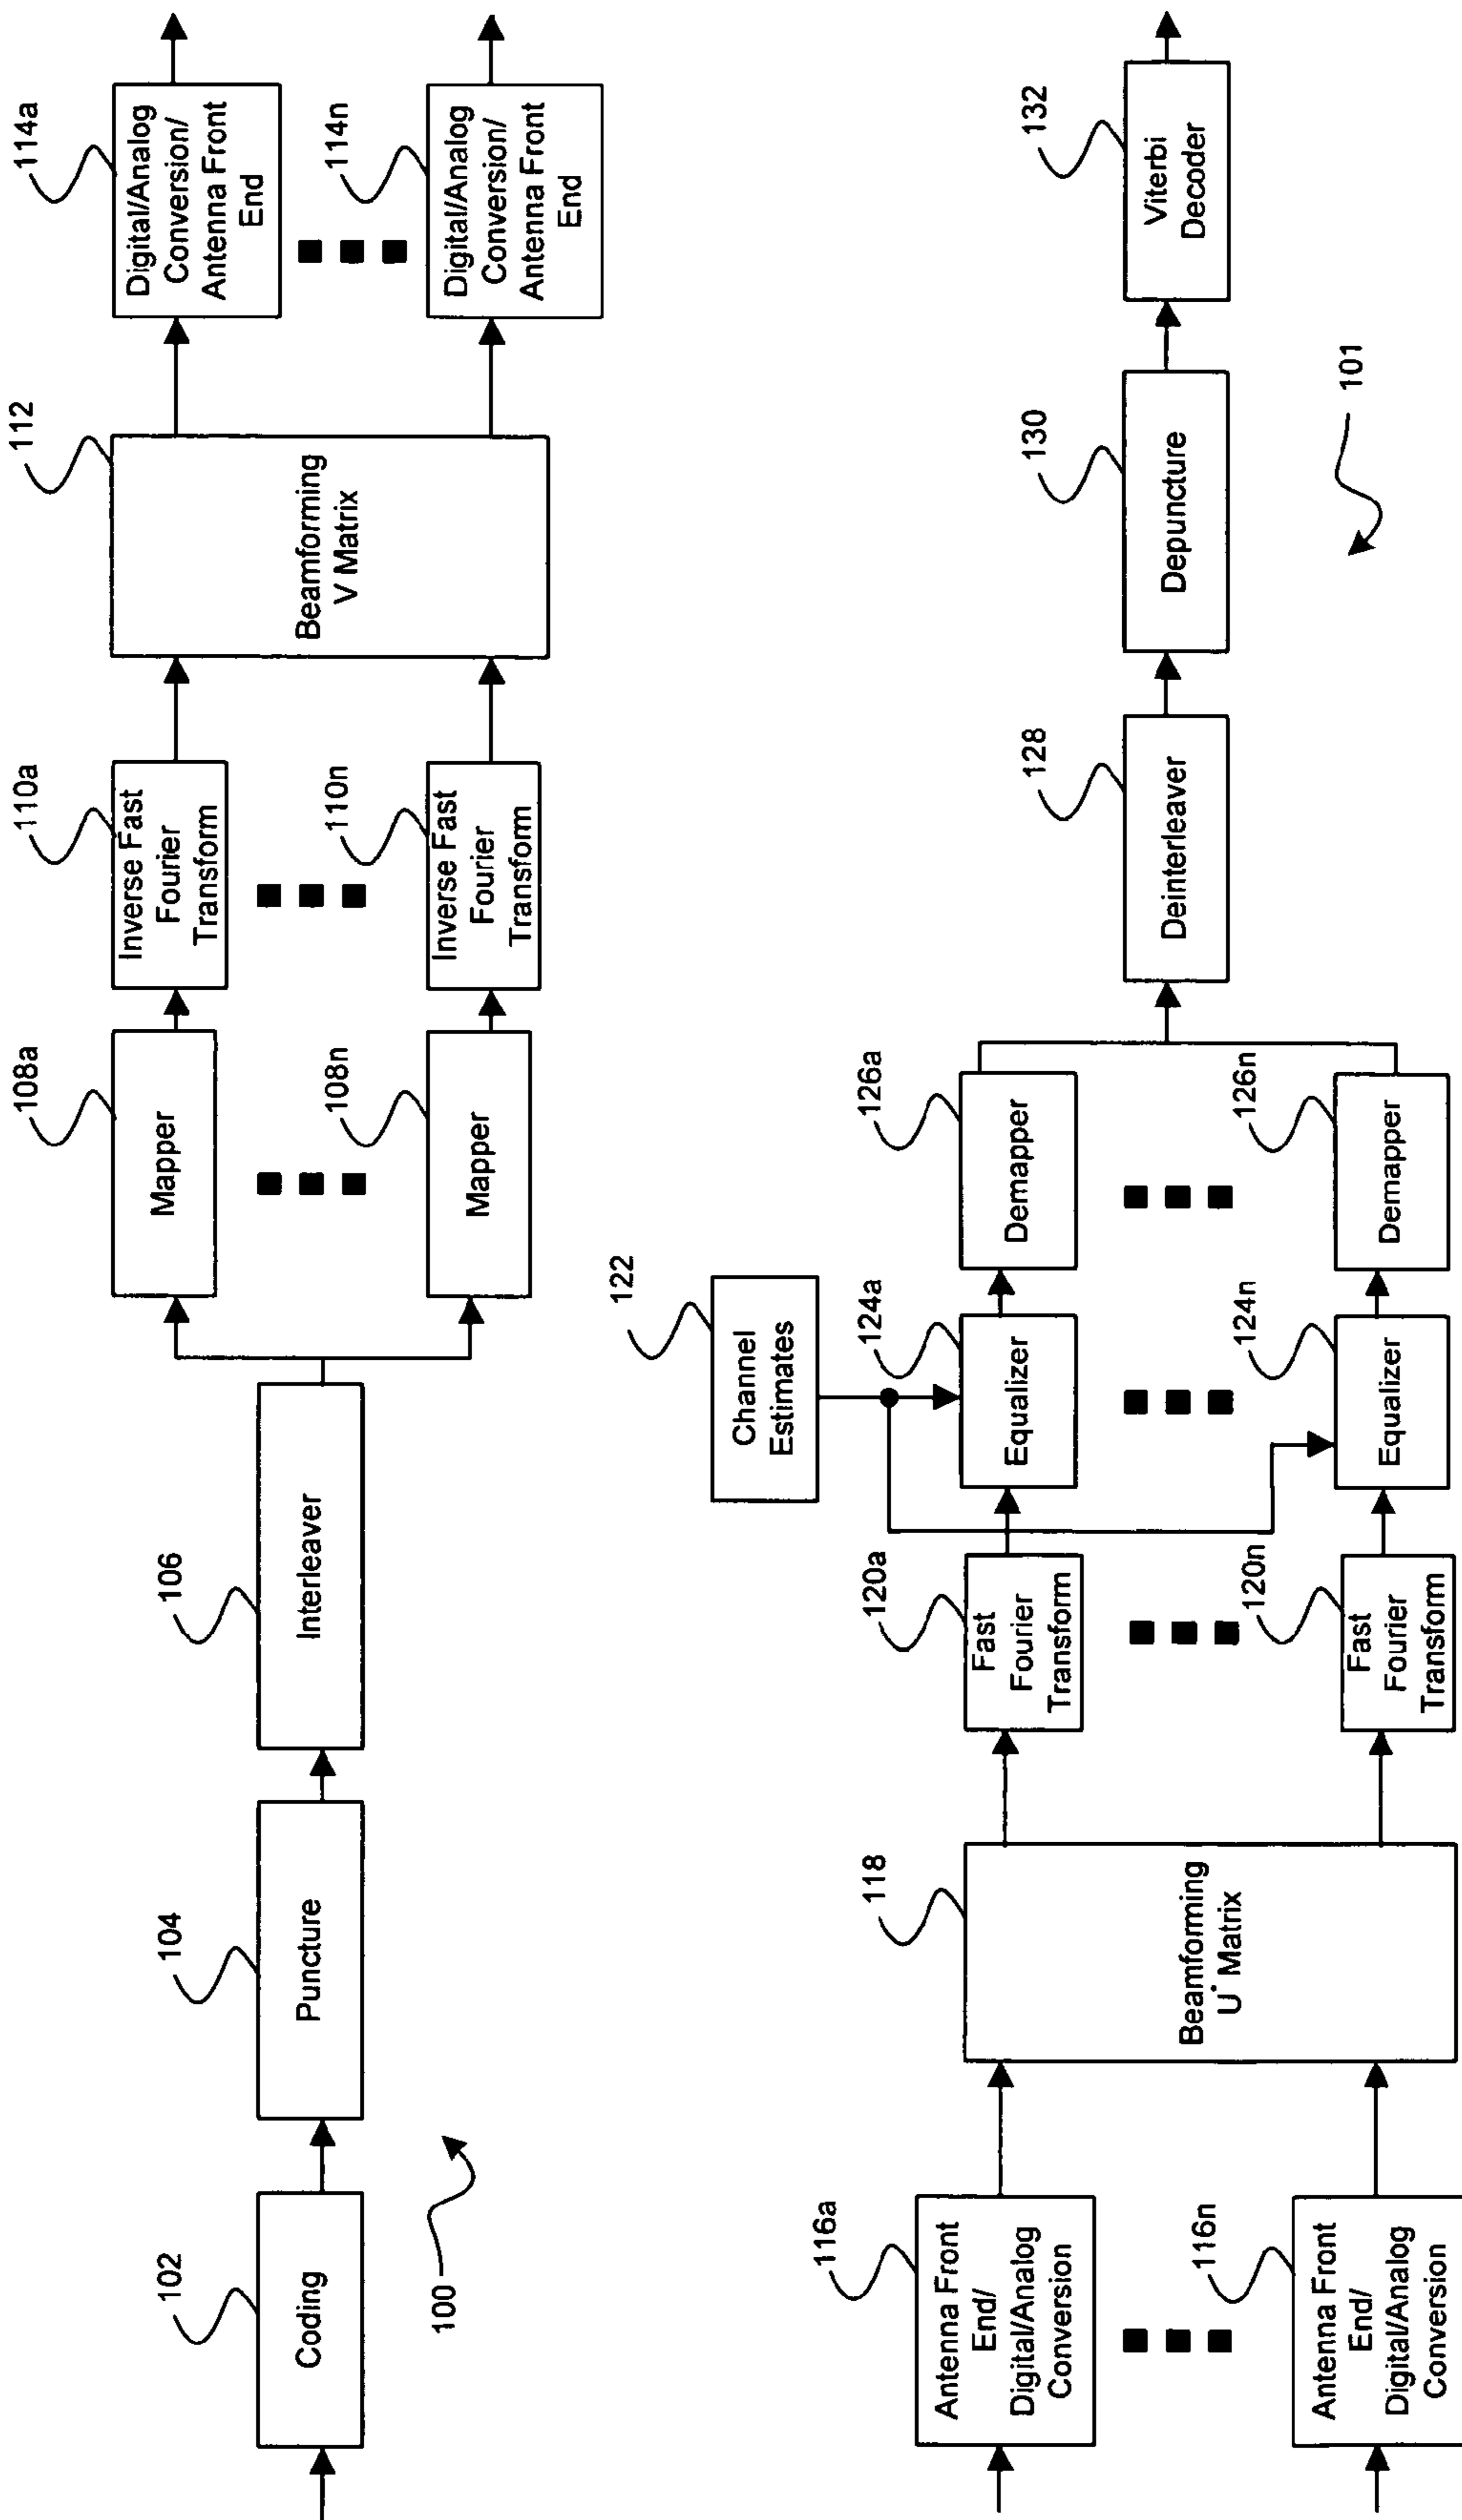 102
Coding
104
Puncture
106
Interleaver
108a
Mapper
108n
Mapper
110a
Inverse Fast
Fourier
Transform
110n
Inverse Fast
Fourier
Transform
112
Beamforming
V Matrix
114a
Digital/Analog
Conversion/
Antenna Front
End
114n
Digital/Analog
Conversion/
Antenna Front
End
100
116a
Antenna Front
End/
Digital/Analog
Conversion
116n
Antenna Front
End/
Digital/Analog
Conversion
118
Beamforming
U* Matrix
120a
Fast
Fourier
Transform
120n
Fast
Fourier
Transform
122
Channel
Estimates
124a
Equalizer
124n
Equalizer
126a
Demapper
126n
Demapper
128
Deinterleaver
130
Depuncture
132
Viterbi
Decoder
101